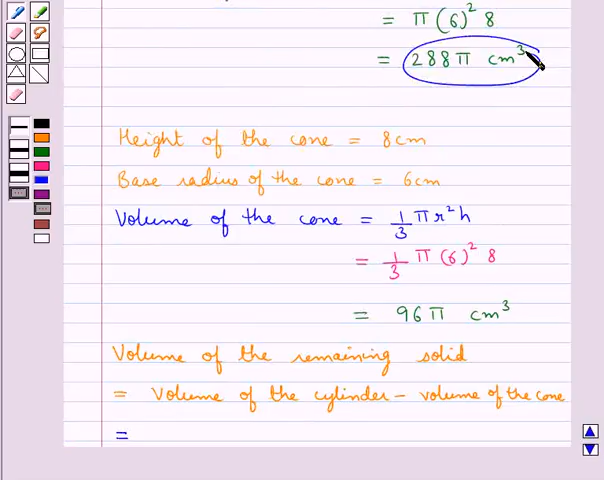 = π(6)² 8
= 288π cm³
Height of the cone = 8cm
Base radius of the cone = 6cm
Volume of the cone = 1/3 πr²h
= 1/3 π(6)² 8
= 96π cm³
Volume of the remaining solid
= Volume of the cylinder – volume of the cone
=